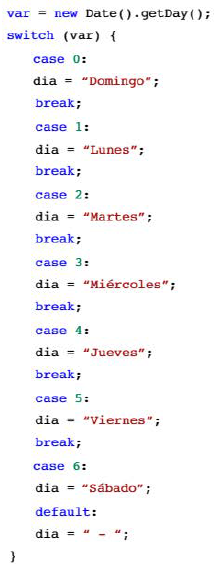 var = new Date().getDay();
switch (var) {
case 0:
dia = “Domingo”;
break;
case 1:
dia = “Lunes”;
break;
case 2:
dia = “Martes”;
break;
case 3:
dia = “Miércoles”;
break;
case 4:
dia = “Jueves”;
break;
case 5:
dia = “Viernes”;
break;
case 6:
dia = “Sábado”;
default:
dia = “ - “;
}